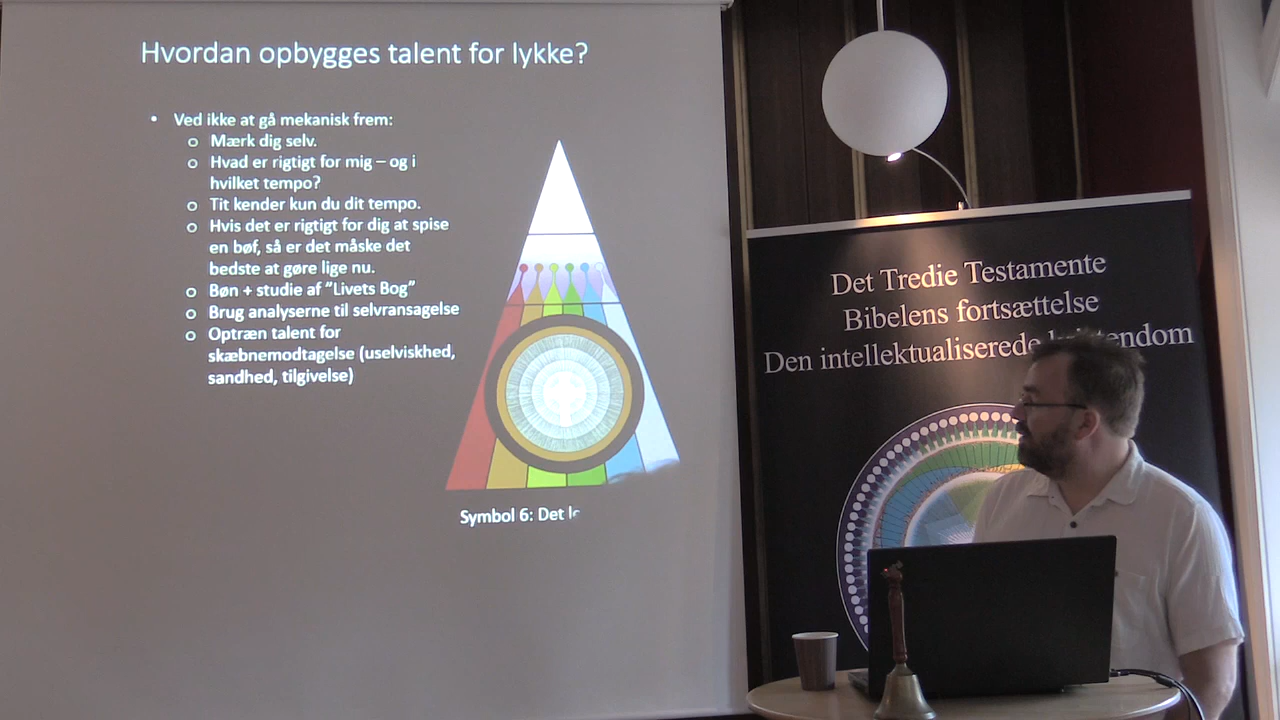 Hvordan opbygges talent for lykke?
• Ved ikke at gå mekanisk frem:
o Mærk dig selv.
o Hvad er rigtigt for mig – og i
hvilket tempo?
o Tit kender kun du dit tempo.
o Hvis det er rigtigt for dig at spise
en bøf, så er det måske det
bedste at gøre lige nu.
o Bøn + studie af “Livets Bog”
o Brug analyserne til selvransagelse
o Optræn talent for
skæbnemodtagelse (uselviskhed,
sandhed, tilgivelse)
Symbol 6: Det
Det Tredie Testamente
Bibelens fortsættelse
Den intellektualiserede